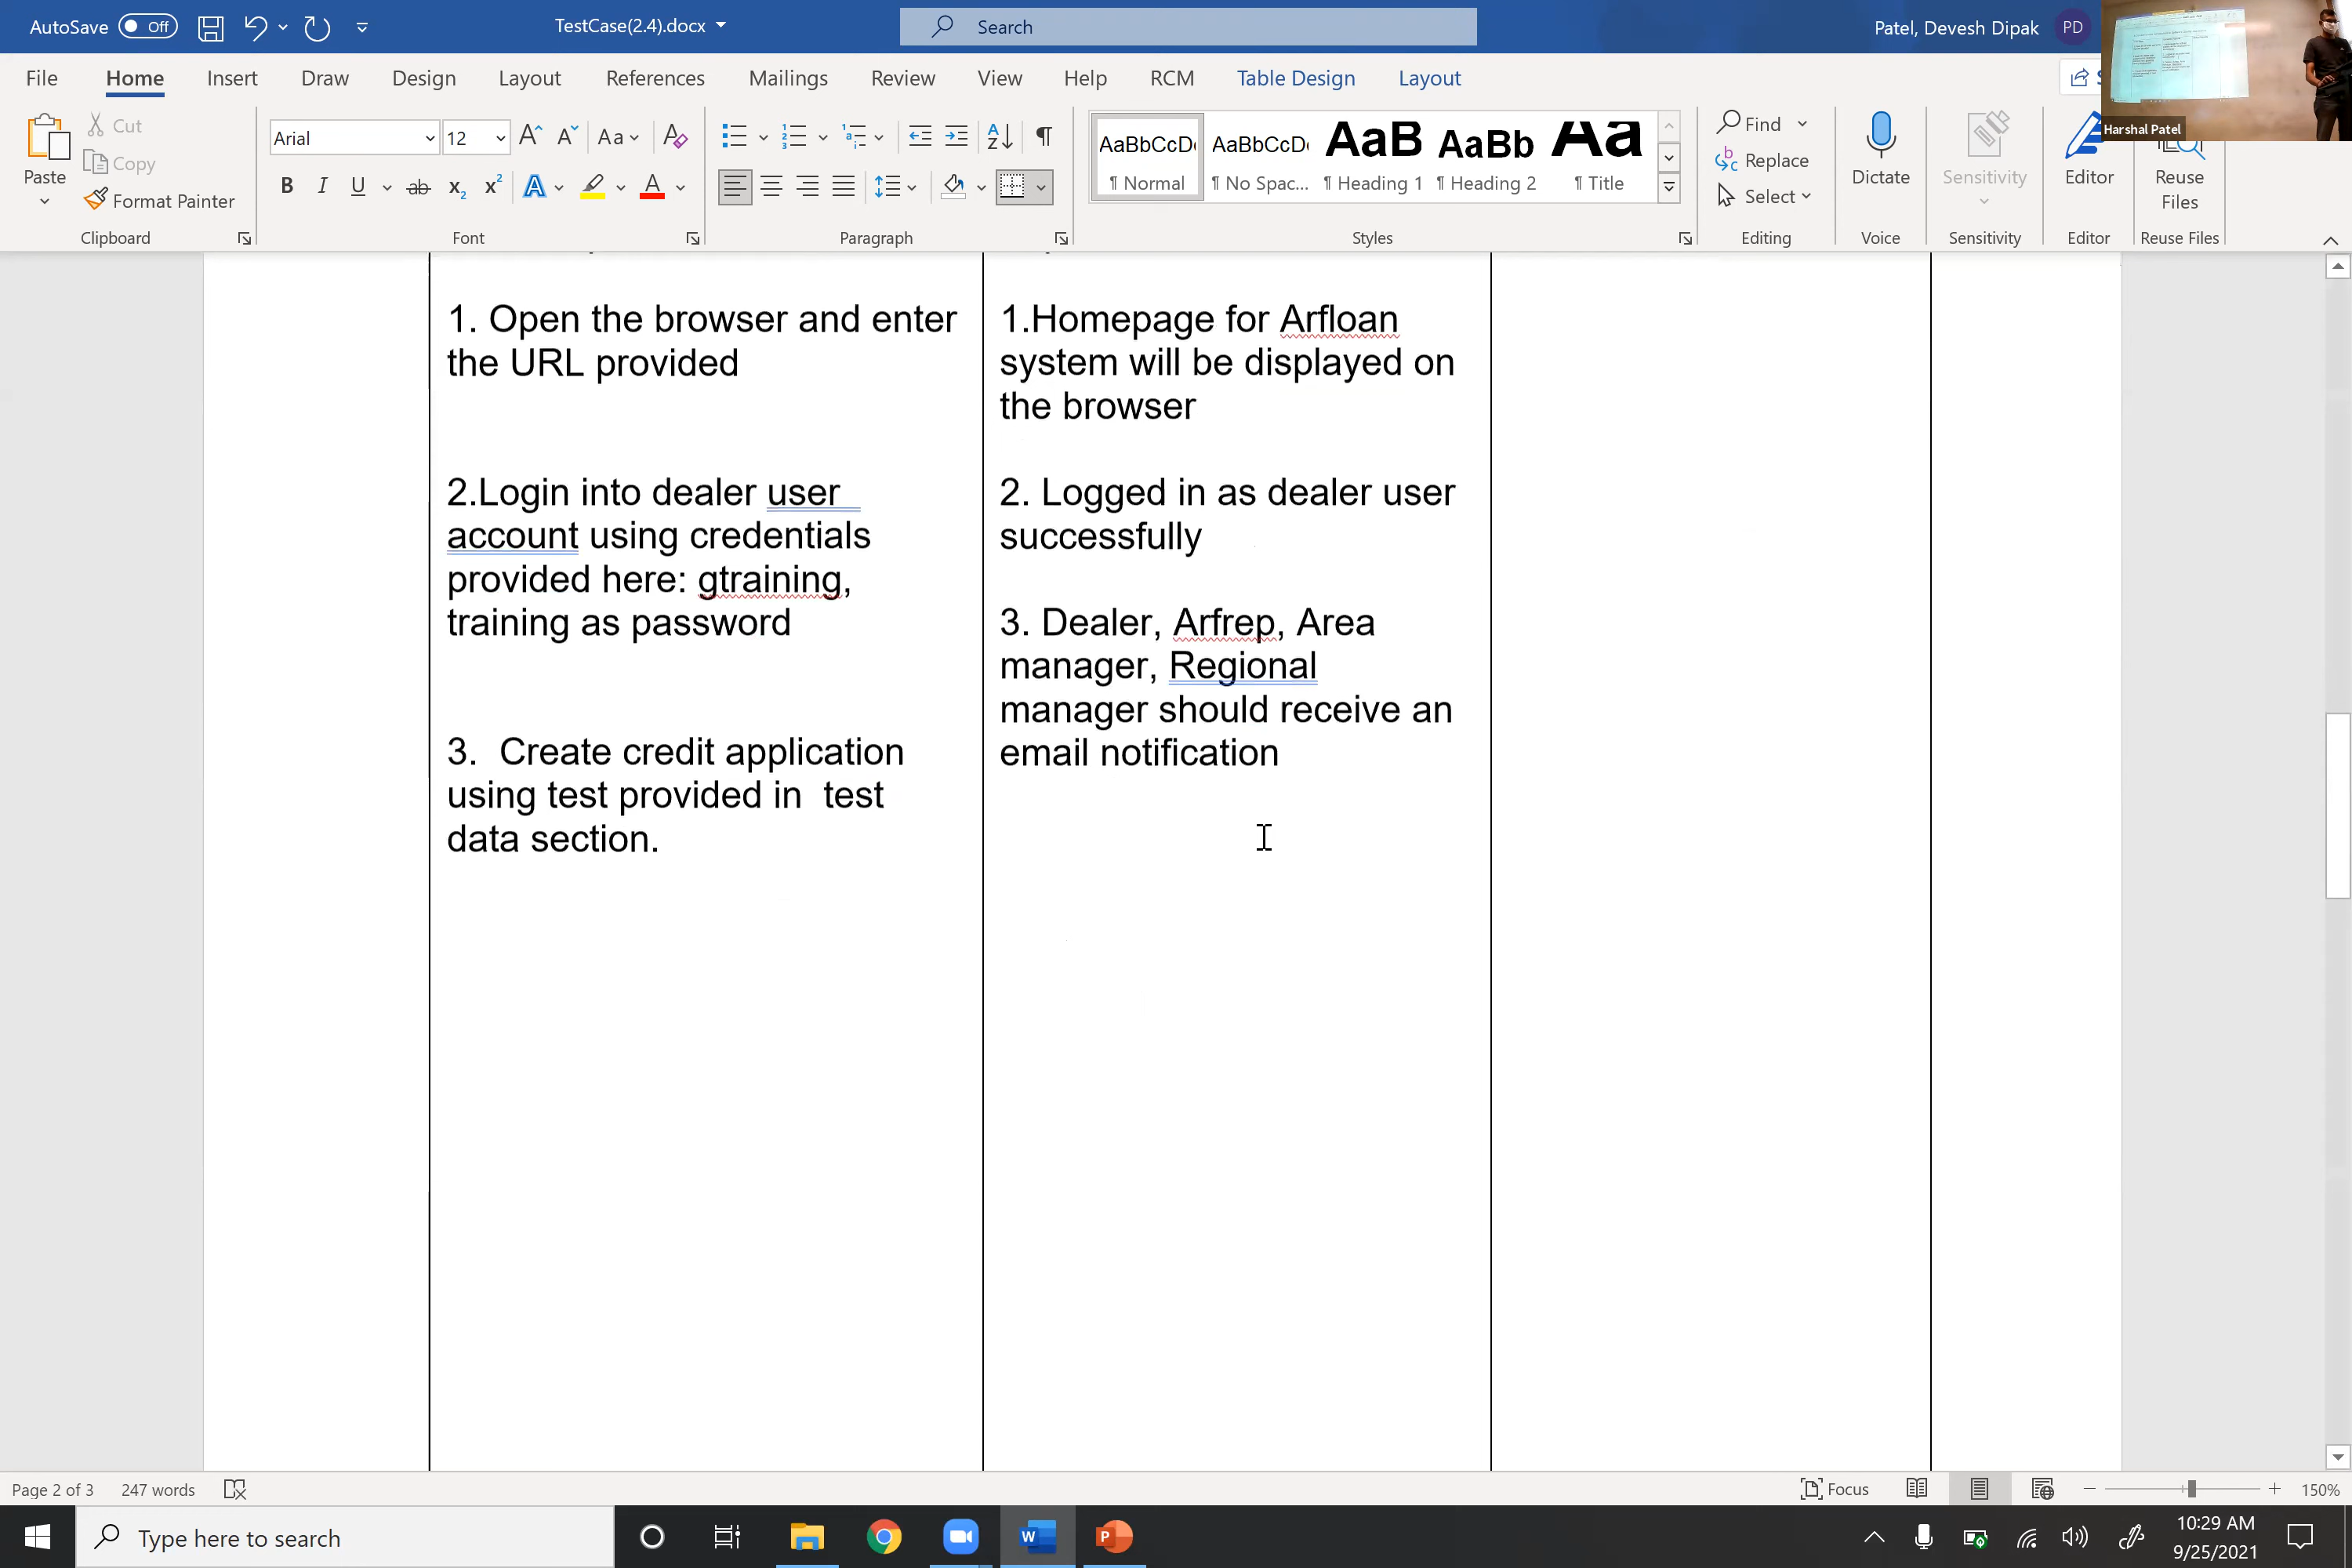 AutoSave Off
TestCase(2.4).docx
Search
Patel, Devesh Dipak PD
File Home Insert Draw Design Layout References Mailings Review View Help RCM Table Design Layout
Harshal Patel
Paste
Cut
Copy
Format Painter
Clipboard
Arial 12
Font
Paragraph
AaBbCcD AaBbCcD AaB AaBb Aa
¶ Normal ¶ No Spac... ¶ Heading 1 ¶ Heading 2 ¶ Title
Styles
Find
Replace
Select
Editing
Dictate
Voice
Sensitivity
Sensitivity
Editor
Editor
Reuse
Files
Reuse Files
1. Open the browser and enter
the URL provided
2.Login into dealer user
account using credentials
provided here: gtraining,
training as password
3.  Create credit application
using test provided in  test
data section.
1.Homepage for Arfloan
system will be displayed on
the browser
2. Logged in as dealer user
successfully
3. Dealer, Arfrep, Area
manager, Regional
manager should receive an
email notification
Page 2 of 3 247 words
Focus
150%
Type here to search
10:29 AM
9/25/2021